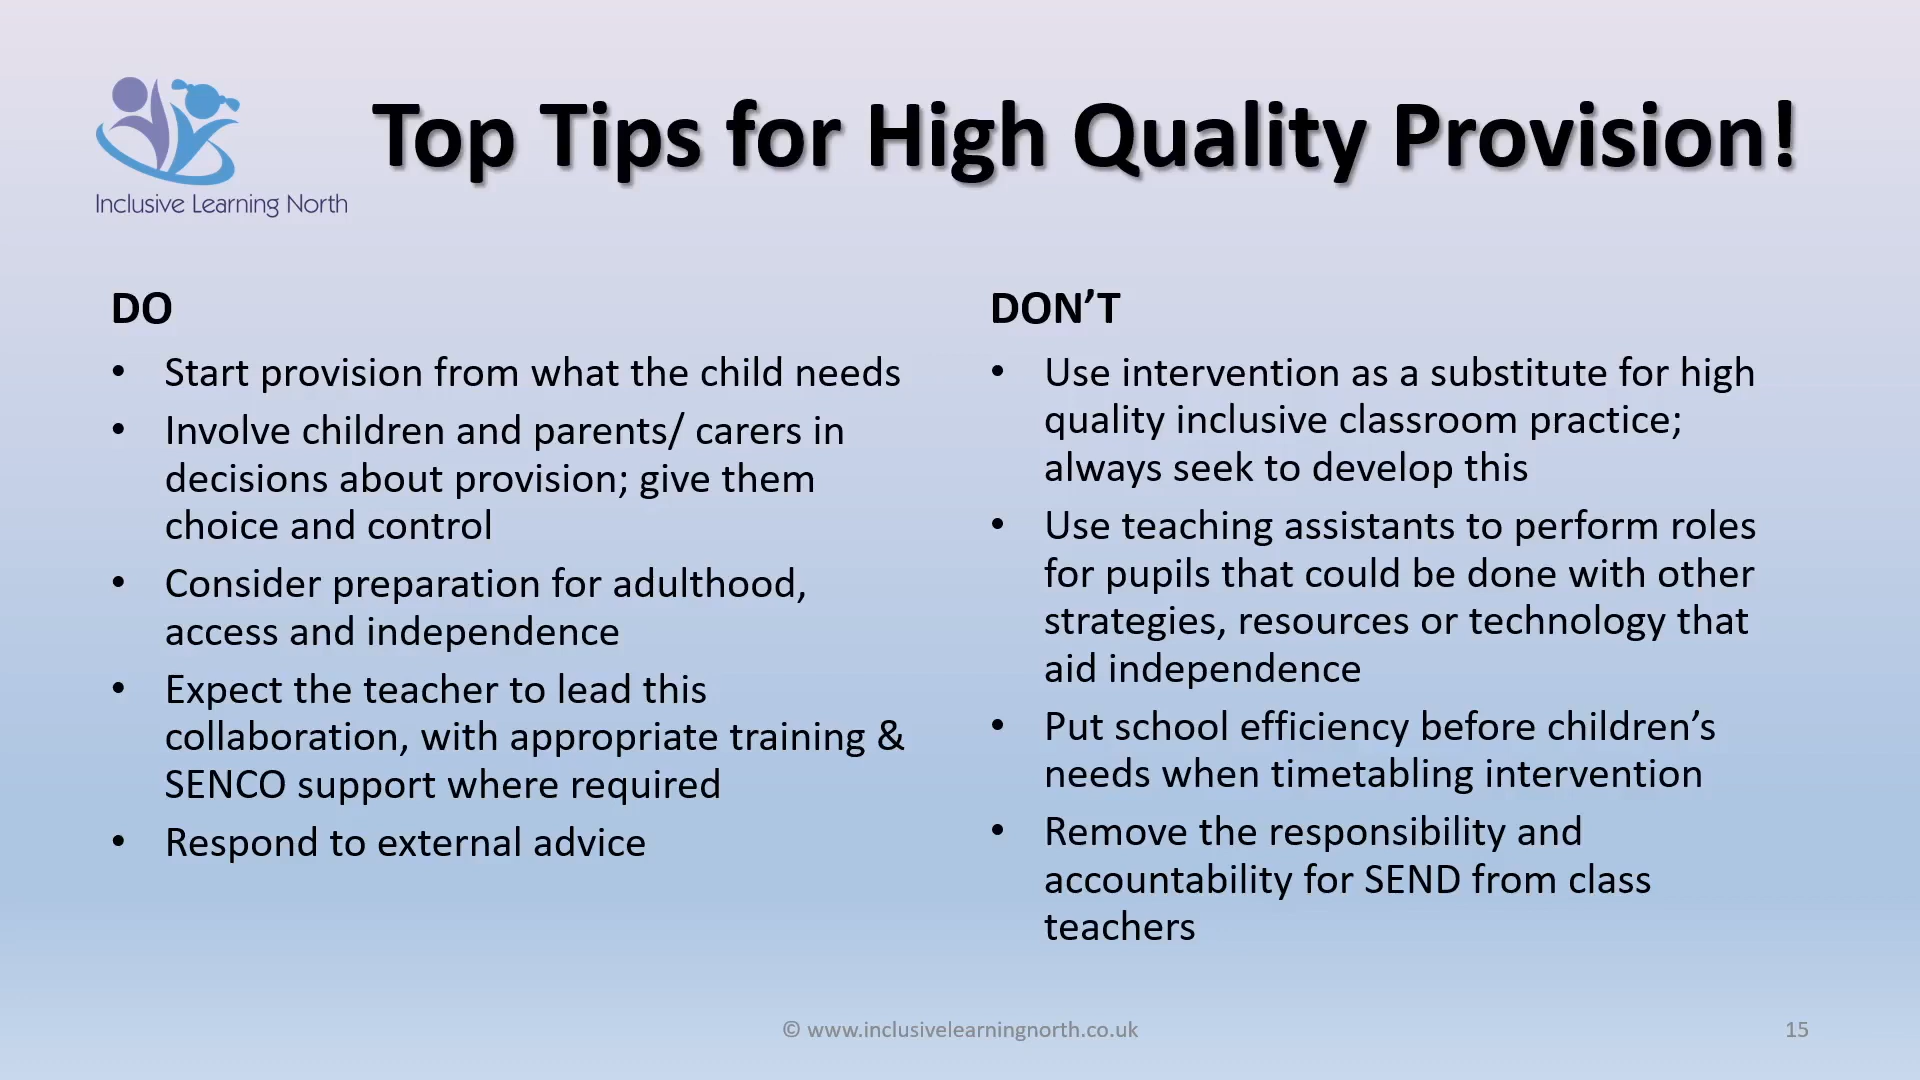 Top Tips for High Quality Provision!
Inclusive Learning North
DO
• Start provision from what the child needs
• Involve children and parents/ carers in
decisions about provision; give them
choice and control
• Consider preparation for adulthood,
access and independence
• Expect the teacher to lead this
collaboration, with appropriate training &
SENCO support where required
• Respond to external advice
DON’T
• Use intervention as a substitute for high
quality inclusive classroom practice;
always seek to develop this
• Use teaching assistants to perform roles
for pupils that could be done with other
strategies, resources or technology that
aid independence
• Put school efficiency before children’s
needs when timetabling intervention
• Remove the responsibility and
accountability for SEND from class
teachers
© www.inclusivelearningnorth.co.uk
15